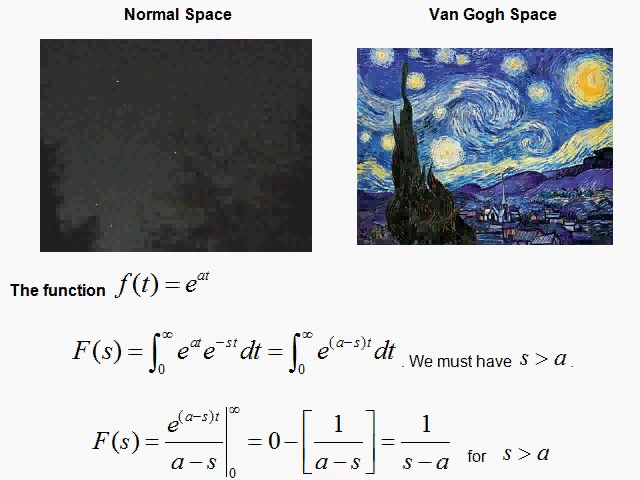 Normal Space Van Gogh Space
The function f(t) = e^{at}
F(s) = ∫_0^∞ e^{at} e^{-st} dt = ∫_0^∞ e^{(a-s)t} dt . We must have s > a .
F(s) = e^{(a-s)t} / (a-s) |_0^∞ = 0 - [ 1 / (a-s) ] = 1 / (s-a) for s > a